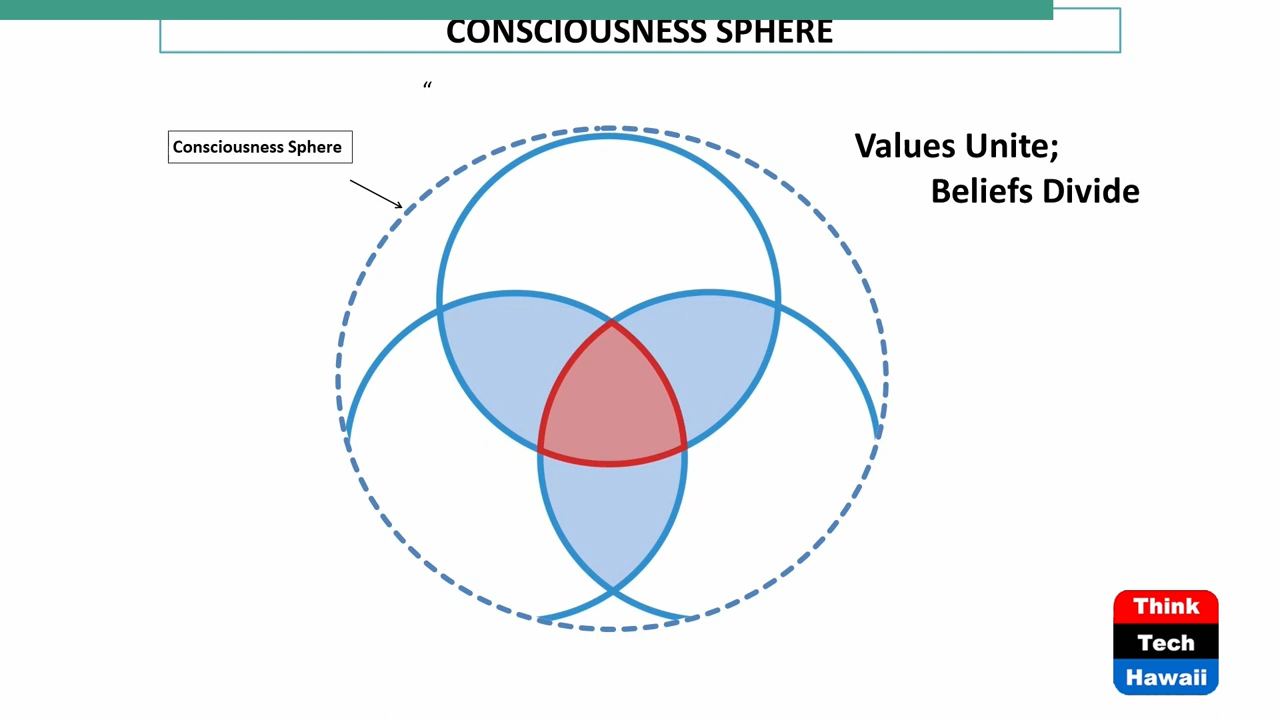 CONSCIOUSNESS SPHERE
“
Consciousness Sphere
Values Unite;
Beliefs Divide
Think
Tech
Hawaii